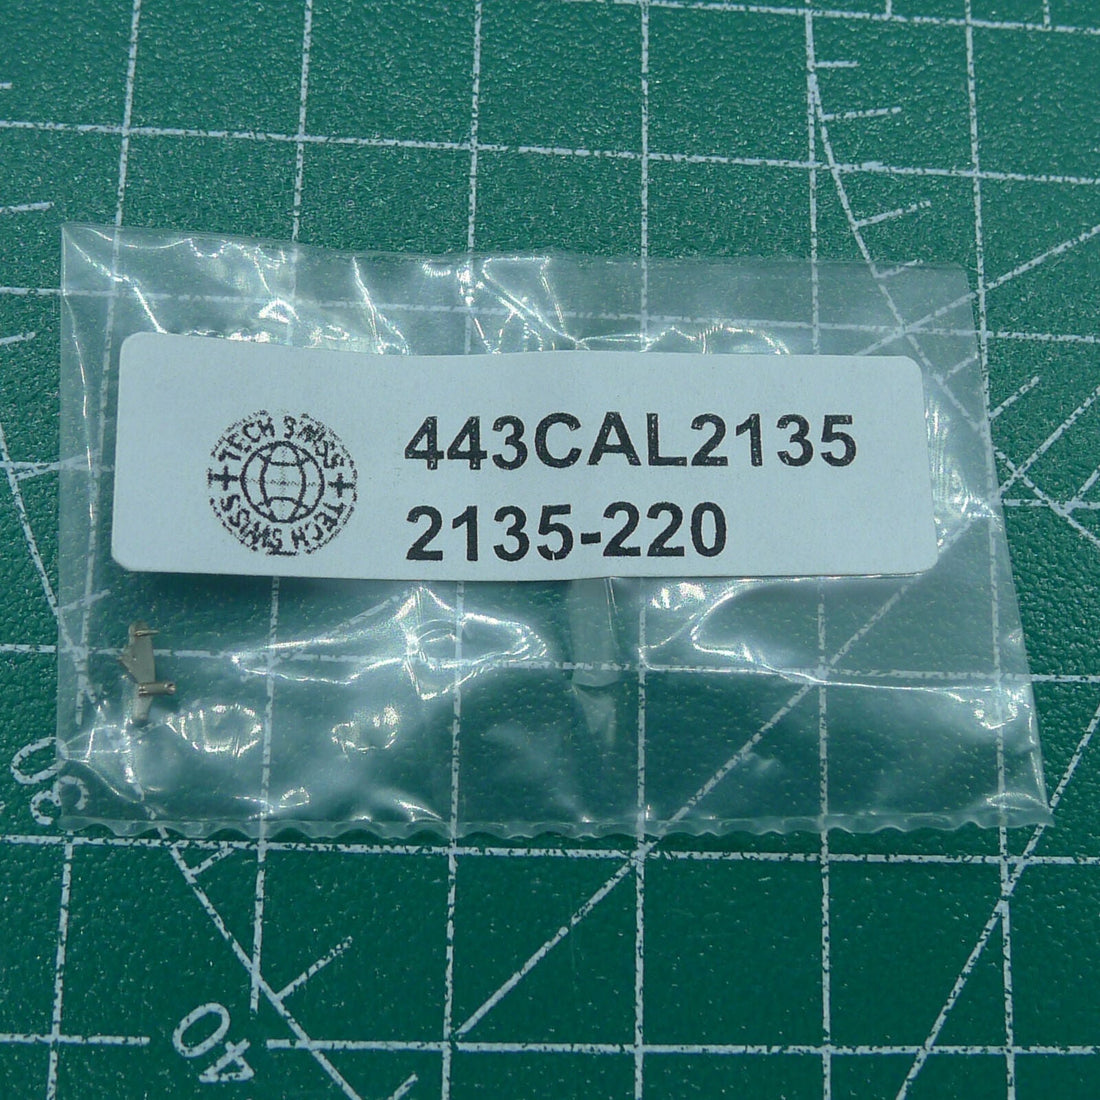 443CAL2135
2135-220
TECH SWISS + TECH SWISS +
30
40